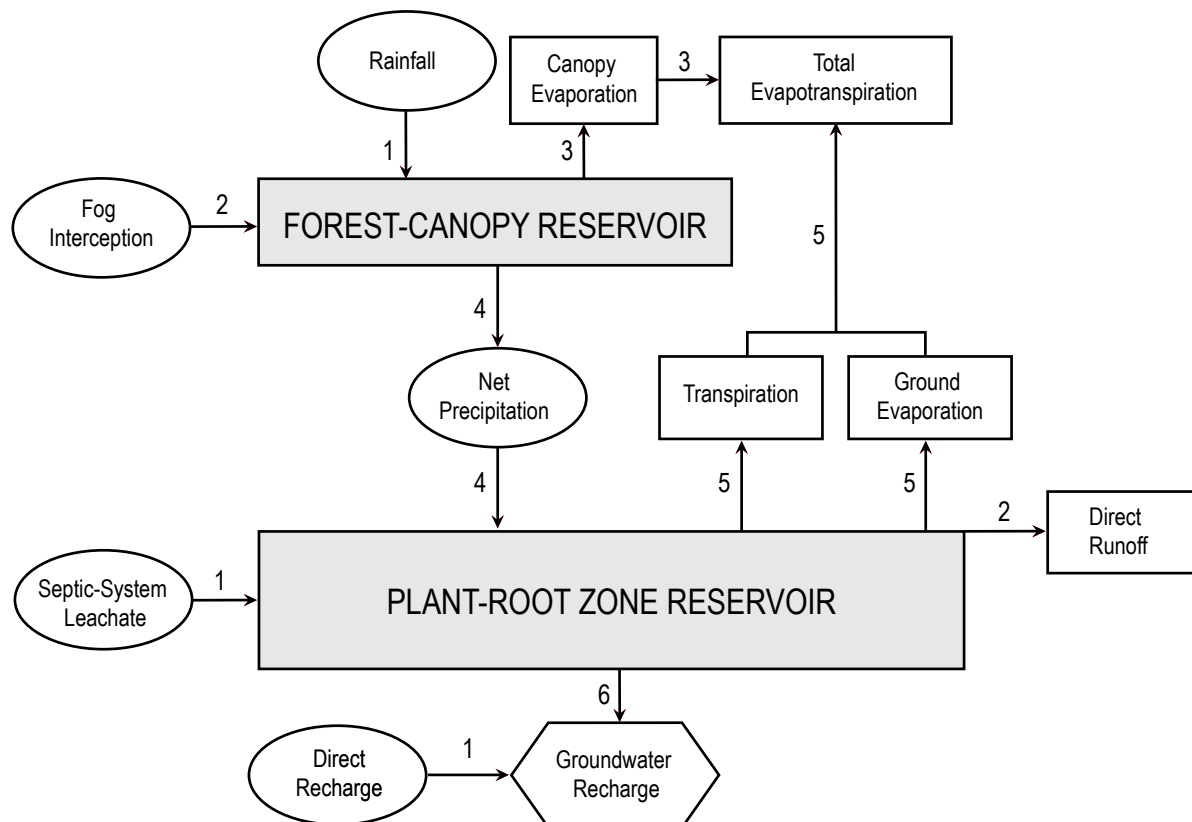 Rainfall
Canopy
Evaporation
3
Total
Evapotranspiration
1
3
Fog
Interception
2
FOREST-CANOPY RESERVOIR
5
4
Net
Precipitation
Transpiration
Ground
Evaporation
4
5
5
2
Direct
Runoff
Septic-System
Leachate
1
PLANT-ROOT ZONE RESERVOIR
6
Direct
Recharge
1
Groundwater
Recharge